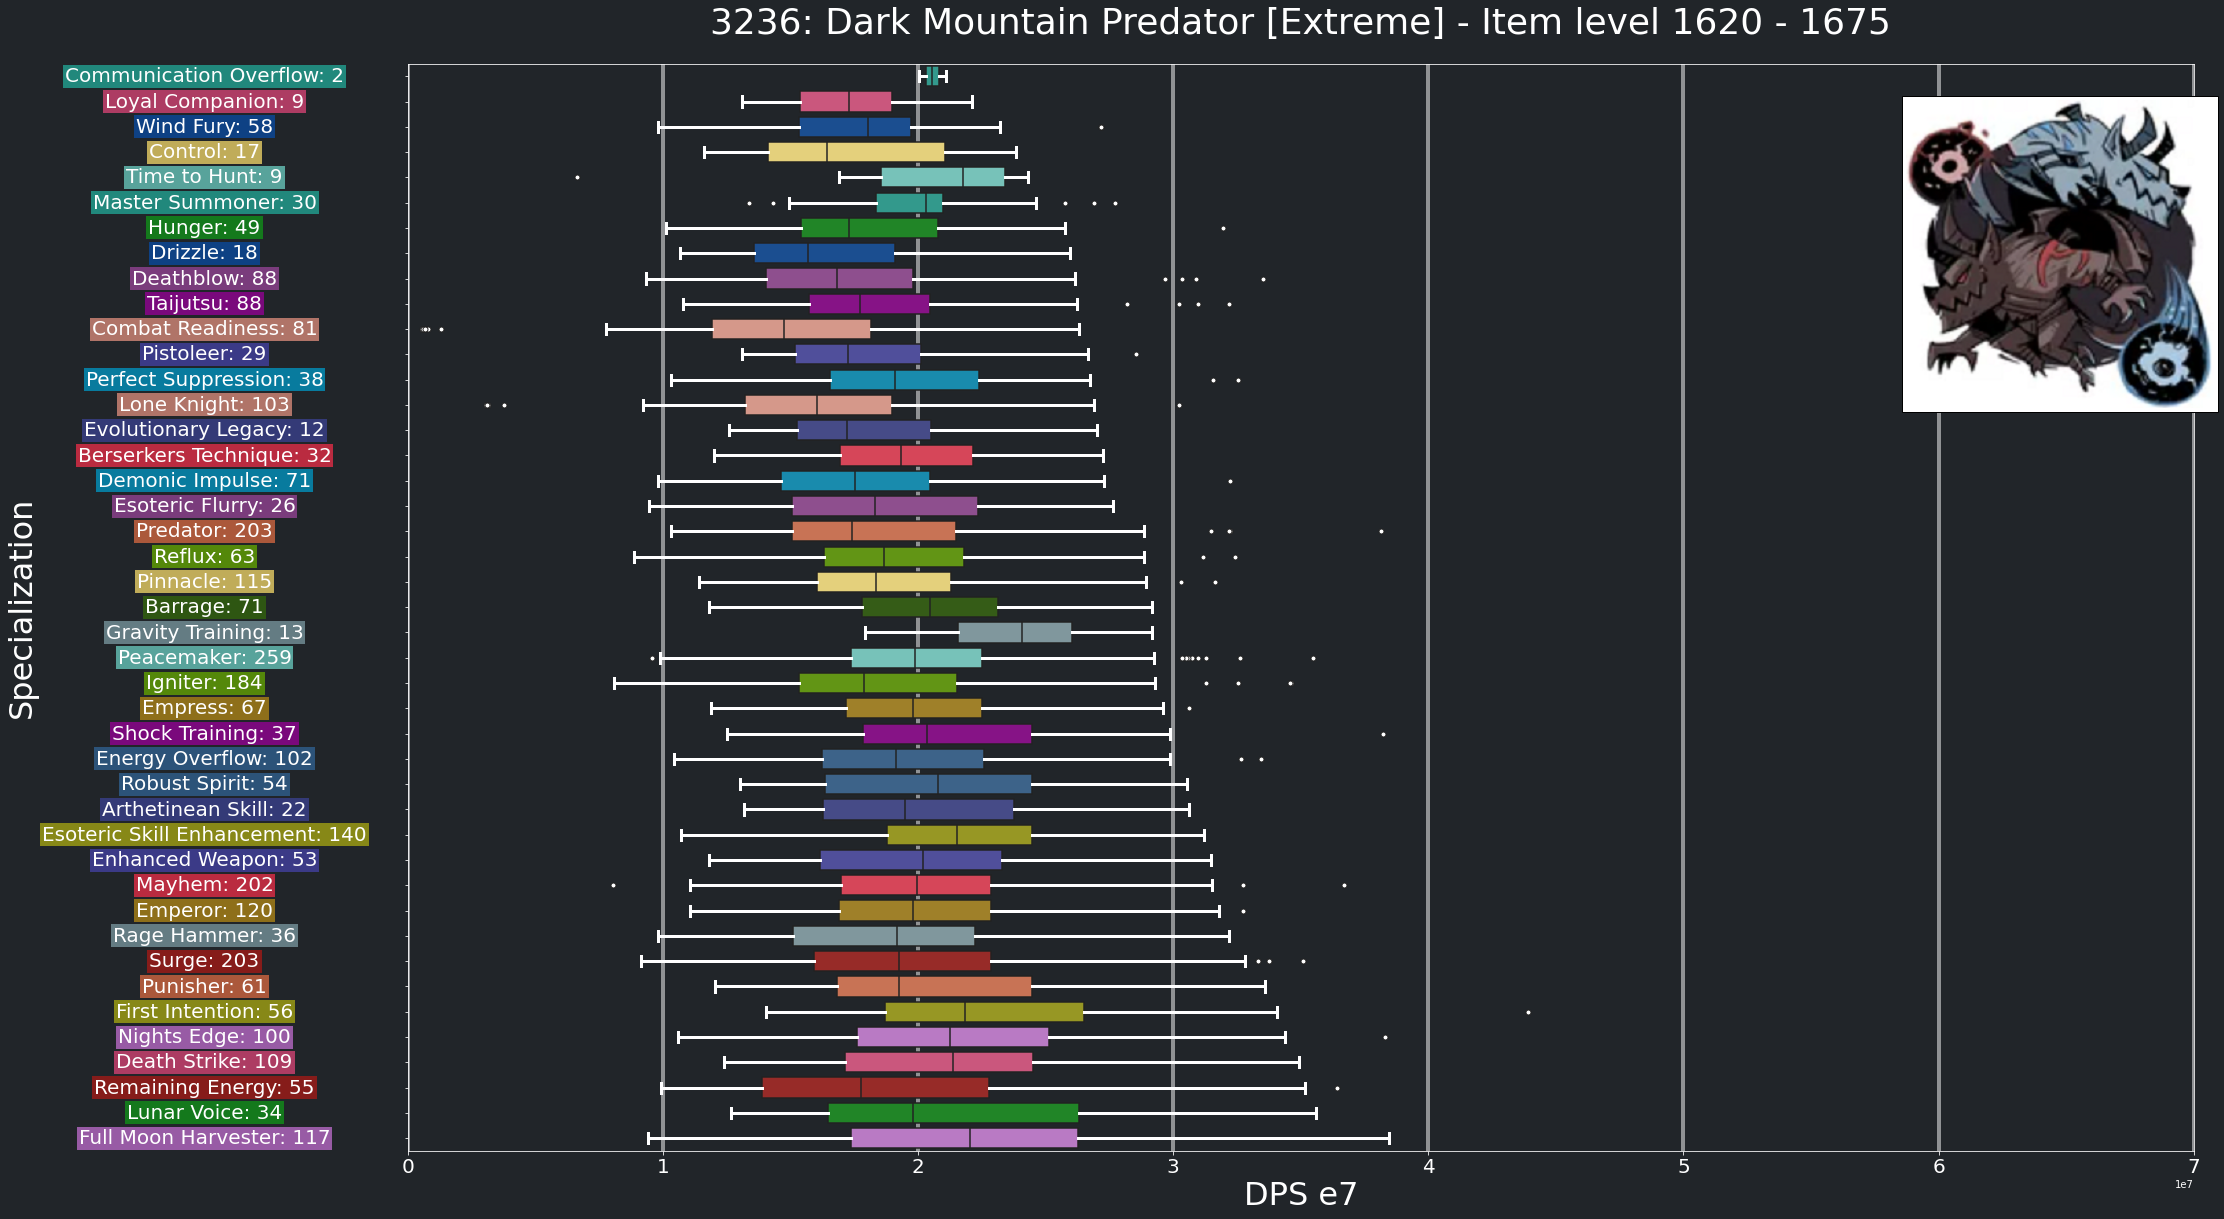 3236: Dark Mountain Predator [Extreme] - Item level 1620 - 1675
Communication Overflow: 2
Loyal Companion: 9
Wind Fury: 58
Control: 17
Time to Hunt: 9
Master Summoner: 30
Hunger: 49
Drizzle: 18
Deathblow: 88
Taijutsu: 88
Combat Readiness: 81
Pistoleer: 29
Perfect Suppression: 38
Lone Knight: 103
Evolutionary Legacy: 12
Berserkers Technique: 32
Demonic Impulse: 71
Esoteric Flurry: 26
Predator: 203
Reflux: 63
Pinnacle: 115
Barrage: 71
Gravity Training: 13
Peacemaker: 259
Igniter: 184
Empress: 67
Shock Training: 37
Energy Overflow: 102
Robust Spirit: 54
Arthetinean Skill: 22
Esoteric Skill Enhancement: 140
Enhanced Weapon: 53
Mayhem: 202
Emperor: 120
Rage Hammer: 36
Surge: 203
Punisher: 61
First Intention: 56
Nights Edge: 100
Death Strike: 109
Remaining Energy: 55
Lunar Voice: 34
Full Moon Harvester: 117
Specialization
0 1 2 3 4 5 6 7
1e7
DPS e7